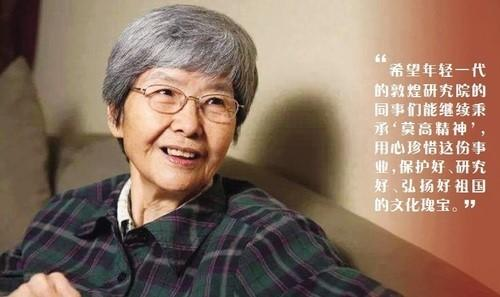 “希望年轻一代
的敦煌研究院的
同事们能继续秉
承‘莫高精神’，
用心珍惜这份事
业，保护好、研究
好、弘扬好祖国
的文化瑰宝。”